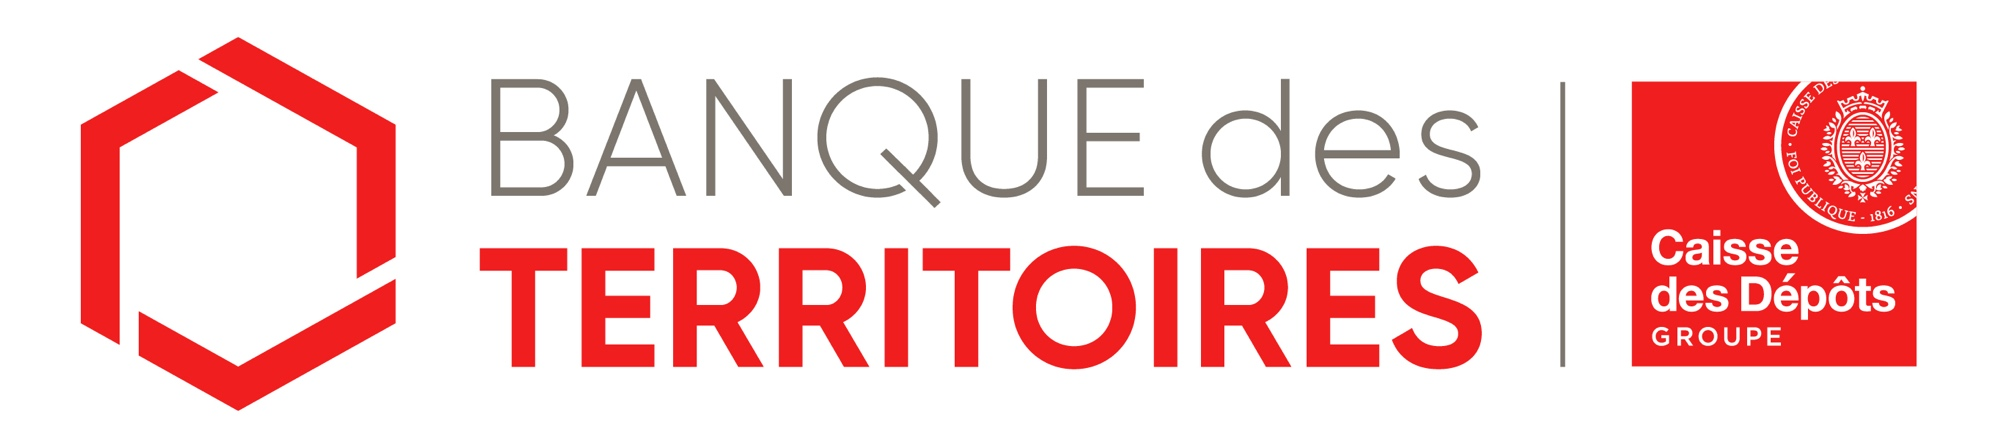 BANQUE des
TERRITOIRES
CAISSE DES
FOI PUBLIQUE - 1816 •
Caisse
des Dépôts
GROUPE